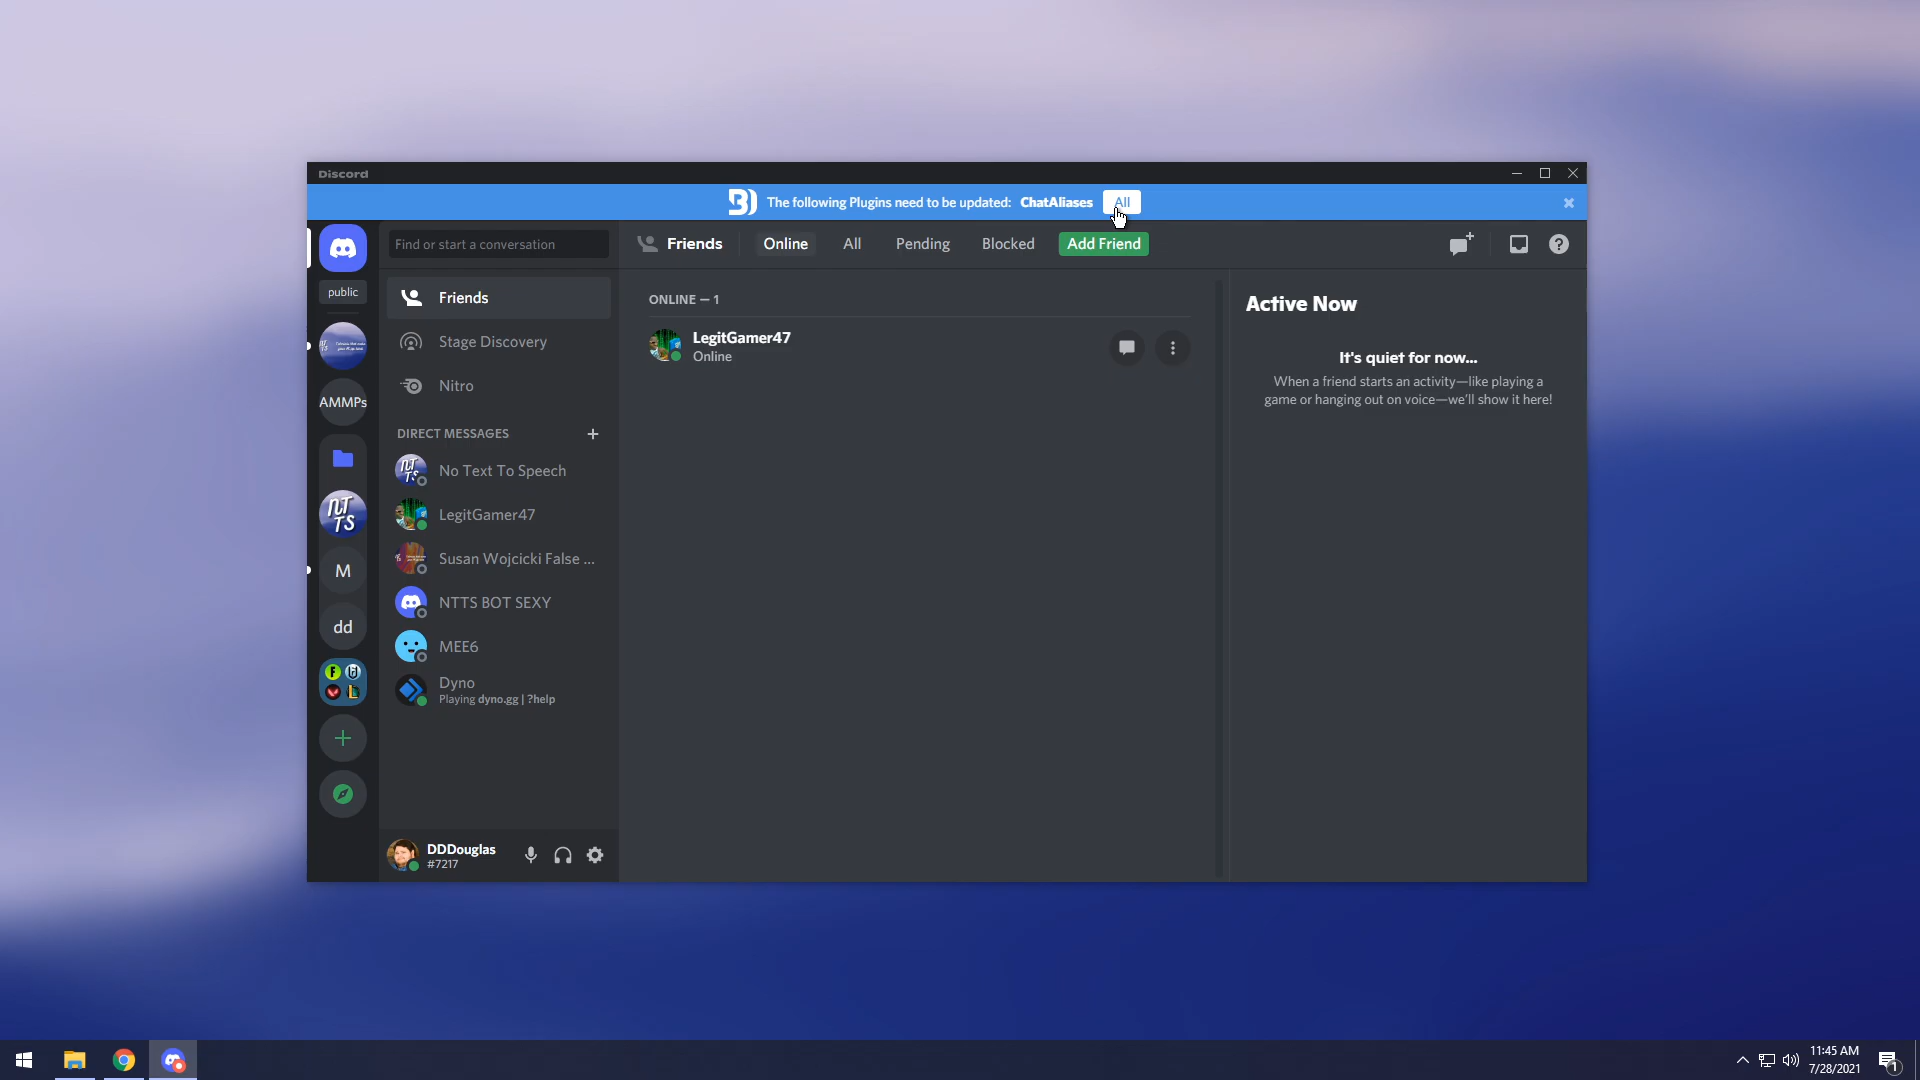 Discord
The following Plugins need to be updated: ChatAliases All
Find or start a conversation
Friends Online All Pending Blocked Add Friend
public
AMMPs
NT
TS
M
dd
Friends
Stage Discovery
Nitro
DIRECT MESSAGES
No Text To Speech
LegitGamer47
Susan Wojcicki False ...
NTTS BOT SEXY
MEE6
Dyno
Playing dyno.gg | ?help
DDDouglas
#7217
ONLINE — 1
LegitGamer47
Online
Active Now
It's quiet for now...
When a friend starts an activity—like playing a
game or hanging out on voice—we'll show it here!
11:45 AM
7/28/2021
1